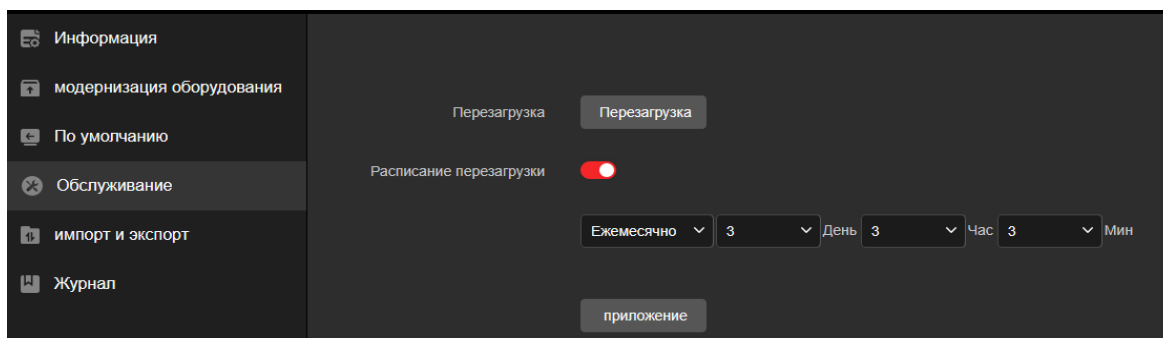 Информация
модернизация оборудования
По умолчанию
Обслуживание
импорт и экспорт
Журнал
Перезагрузка Перезагрузка
Расписание перезагрузки
Ежемесячно 3 День 3 Час 3 Мин
приложение